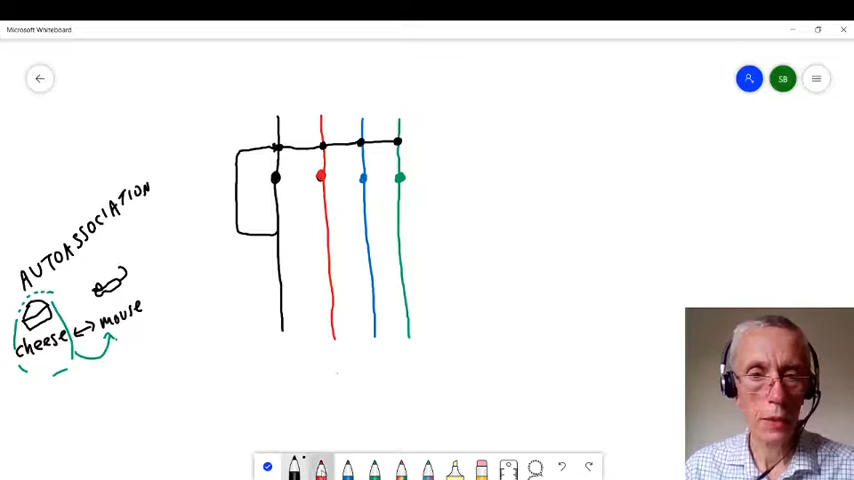 Microsoft Whiteboard
SB
AUTOASSOCIATION
cheese ↔ mouse